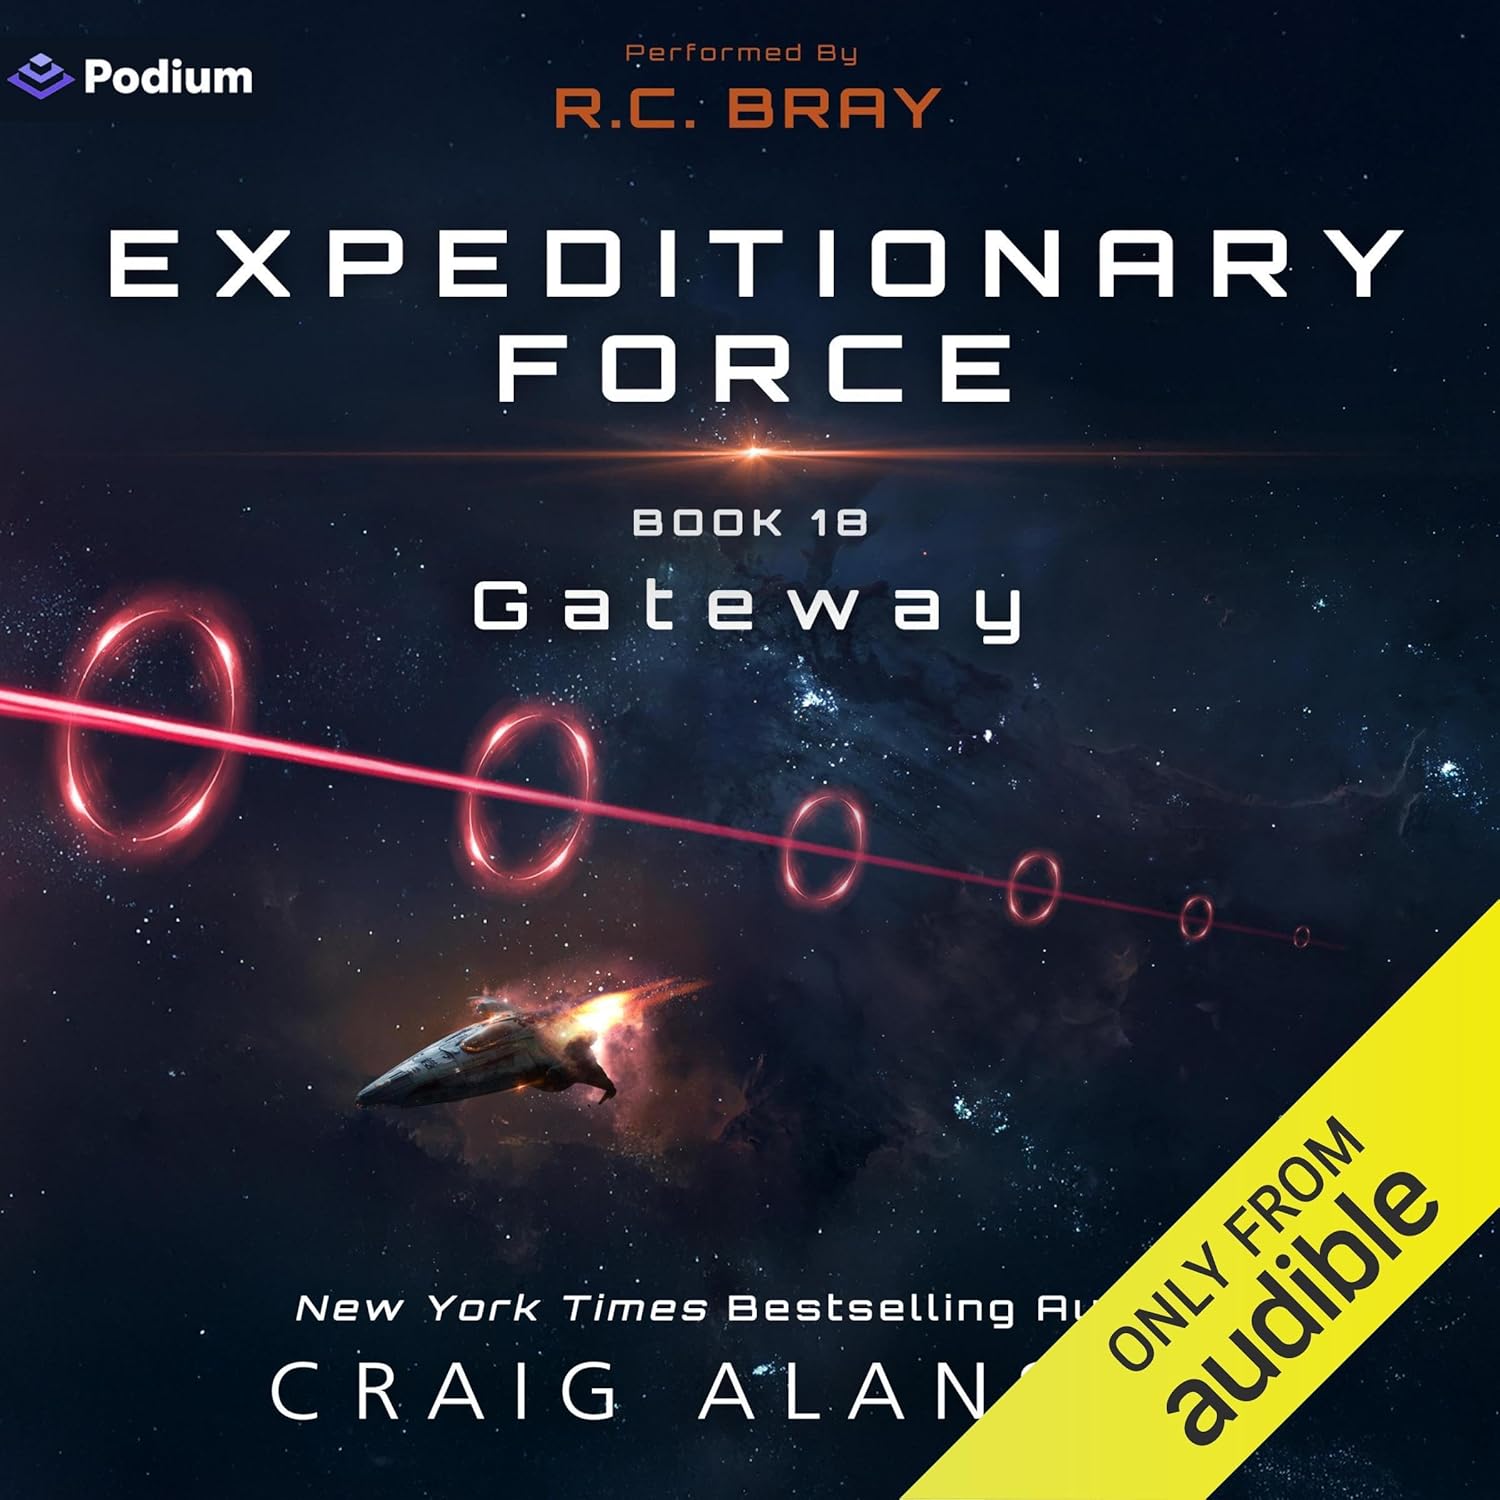 Podium
Performed By
R.C. BRAY
EXPEDITIONARY
FORCE
BOOK 18
Gateway
New York Times Bestselling
CRAIG
ONLY FROM
audible